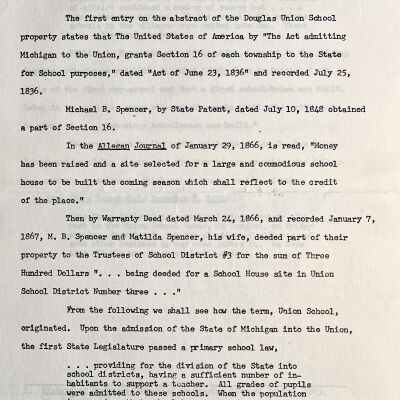 The first entry on the abstract of the Douglas Union School
property states that The United States of America by "The Act admitting
Michigan to the Union, grants Section 16 of each township to the State
for School purposes," dated "Act of June 23, 1836" and recorded July 25,
1836.
Michael B. Spencer, by State Patent, dated July 10, 1848 obtained
a part of Section 16.
In the Allegan Journal of January 29, 1866, is read, "Money
has been raised and a site selected for a large and commodious school
house to be built the coming season which shall reflect to the credit
of the place."
Then by Warranty Deed dated March 24, 1866, and recorded January 7,
1867, M. B. Spencer and Matilda Spencer, his wife, deeded part of their
property to the Trustees of School District #3 for the sum of Three
Hundred Dollars ". . . being deeded for a School House site in Union
School District Number three . . ."
From the following we shall see how the term, Union School,
originated. Upon the admission of the State of Michigan into the Union,
the first State Legislature passed a primary school law,
. . . providing for the division of the State into
school districts, having a sufficient number of in-
habitants to support a teacher. All grades of pupils
were admitted to these schools. When the population